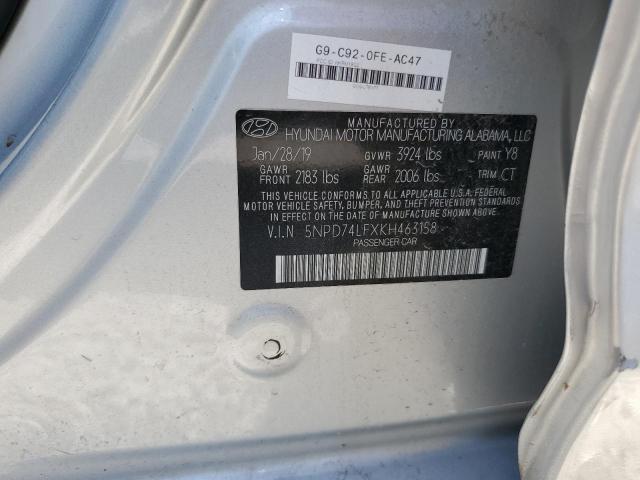 G9-C92-0FE-AC47
MANUFACTURED BY
HYUNDAI MOTOR MANUFACTURING ALABAMA, LLC
Jan/28/19 GVWR 3924 lbs PAINT Y8
GAWR FRONT 2183 lbs GAWR REAR 2006 lbs TRIM CT
THIS VEHICLE CONFORMS TO ALL APPLICABLE U.S.A. FEDERAL
MOTOR VEHICLE SAFETY, BUMPER, AND THEFT PREVENTION STANDARDS
IN EFFECT ON THE DATE OF MANUFACTURE SHOWN ABOVE.
V.I.N 5NPD74LFXKH463158
PASSENGER CAR